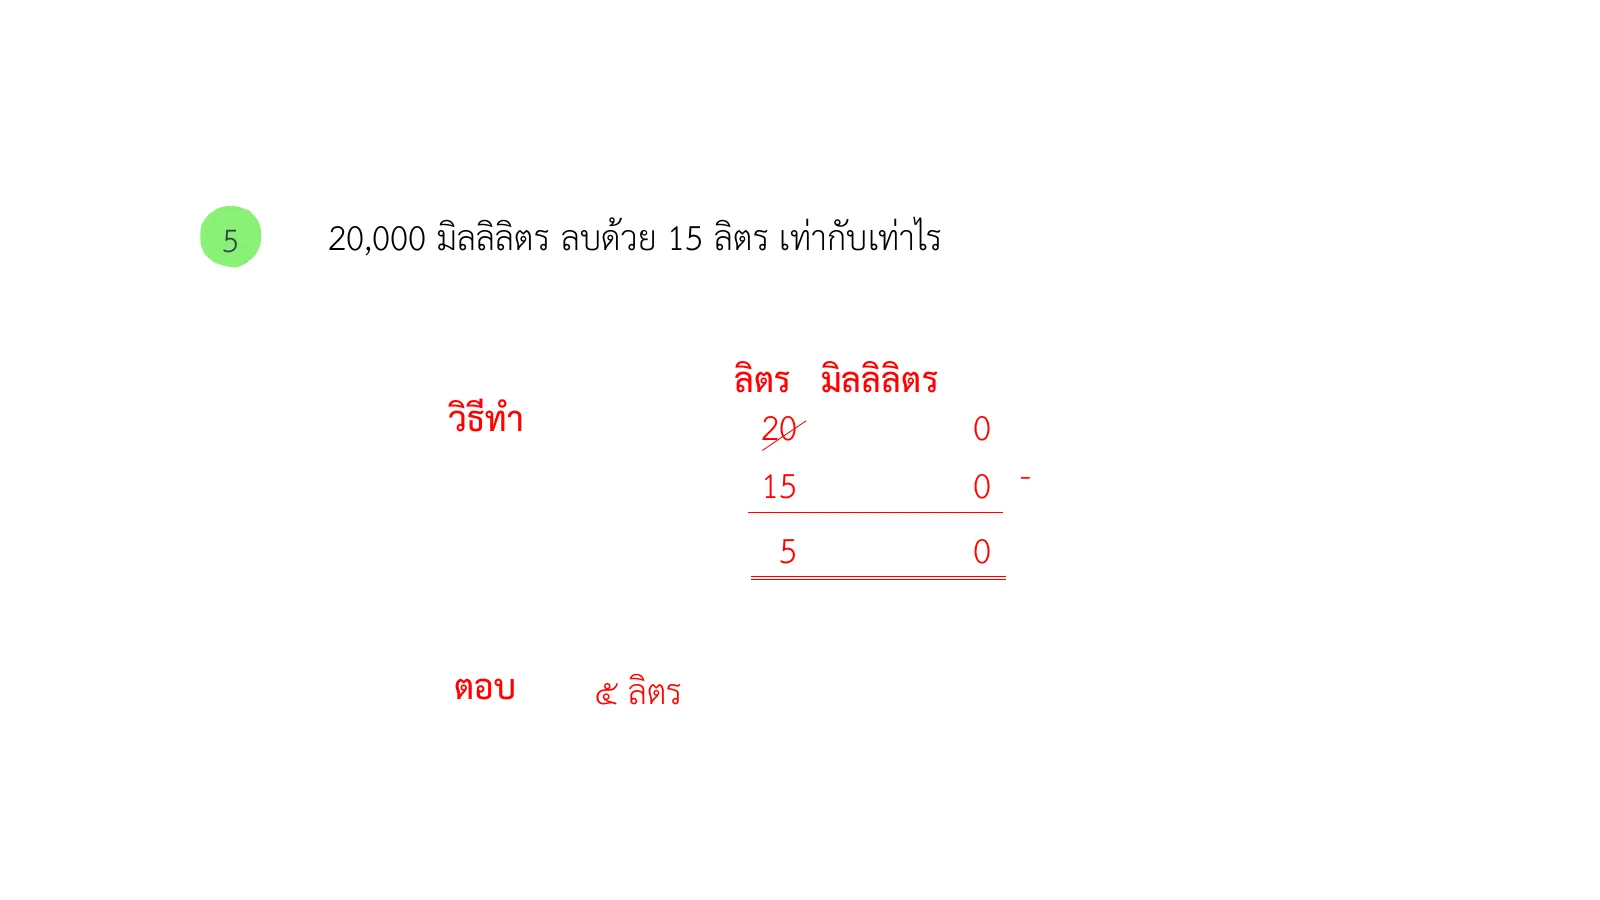 5 20,000 มิลลิลิตร ลบด้วย 15 ลิตร เท่ากับเท่าไร
ลิตร มิลลิลิตร
วิธีทำ
20 0
15 0 -
5 0
ตอบ ๕ ลิตร